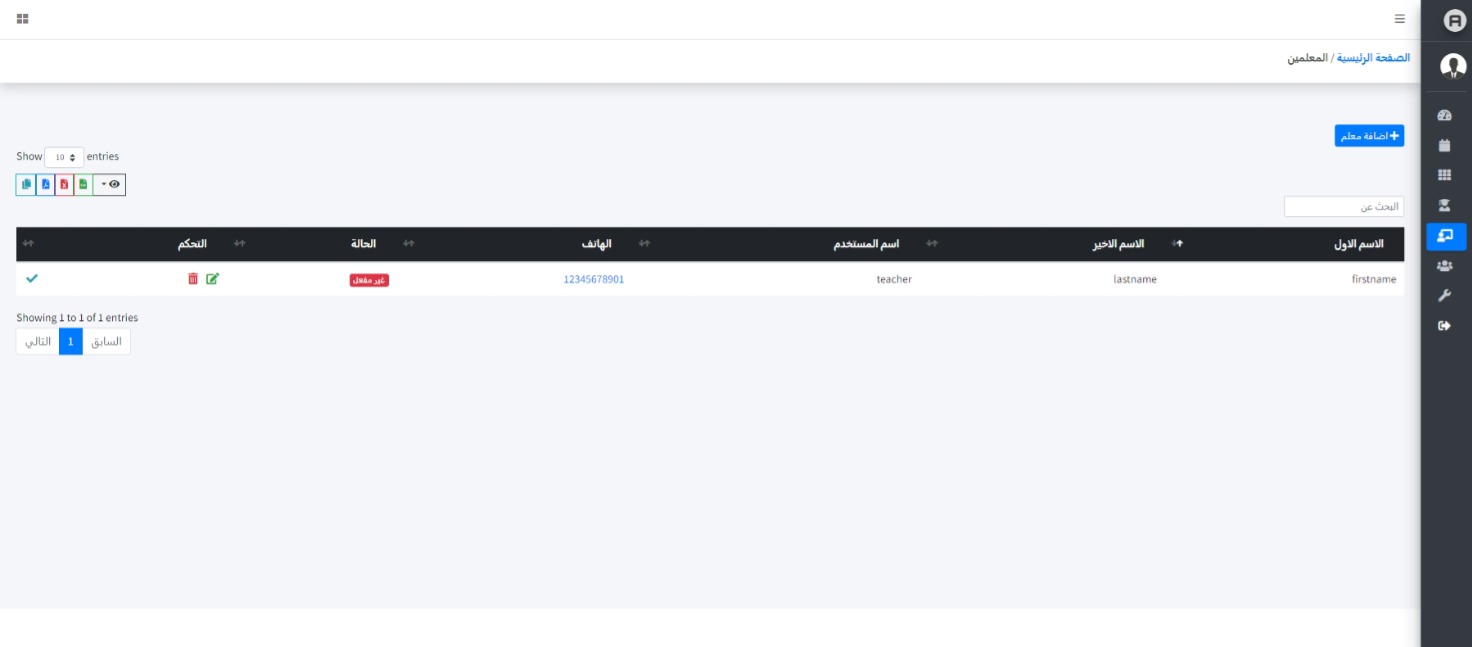 الصفحة الرئيسية / المعلمين
اضافة معلم
Show 10 entries
البحث عن
الاسم الاول الاسم الاخير اسم المستخدم الهاتف الحالة التحكم
firstname lastname teacher 12345678901 غير مفعل
Showing 1 to 1 of 1 entries
السابق 1 التالي